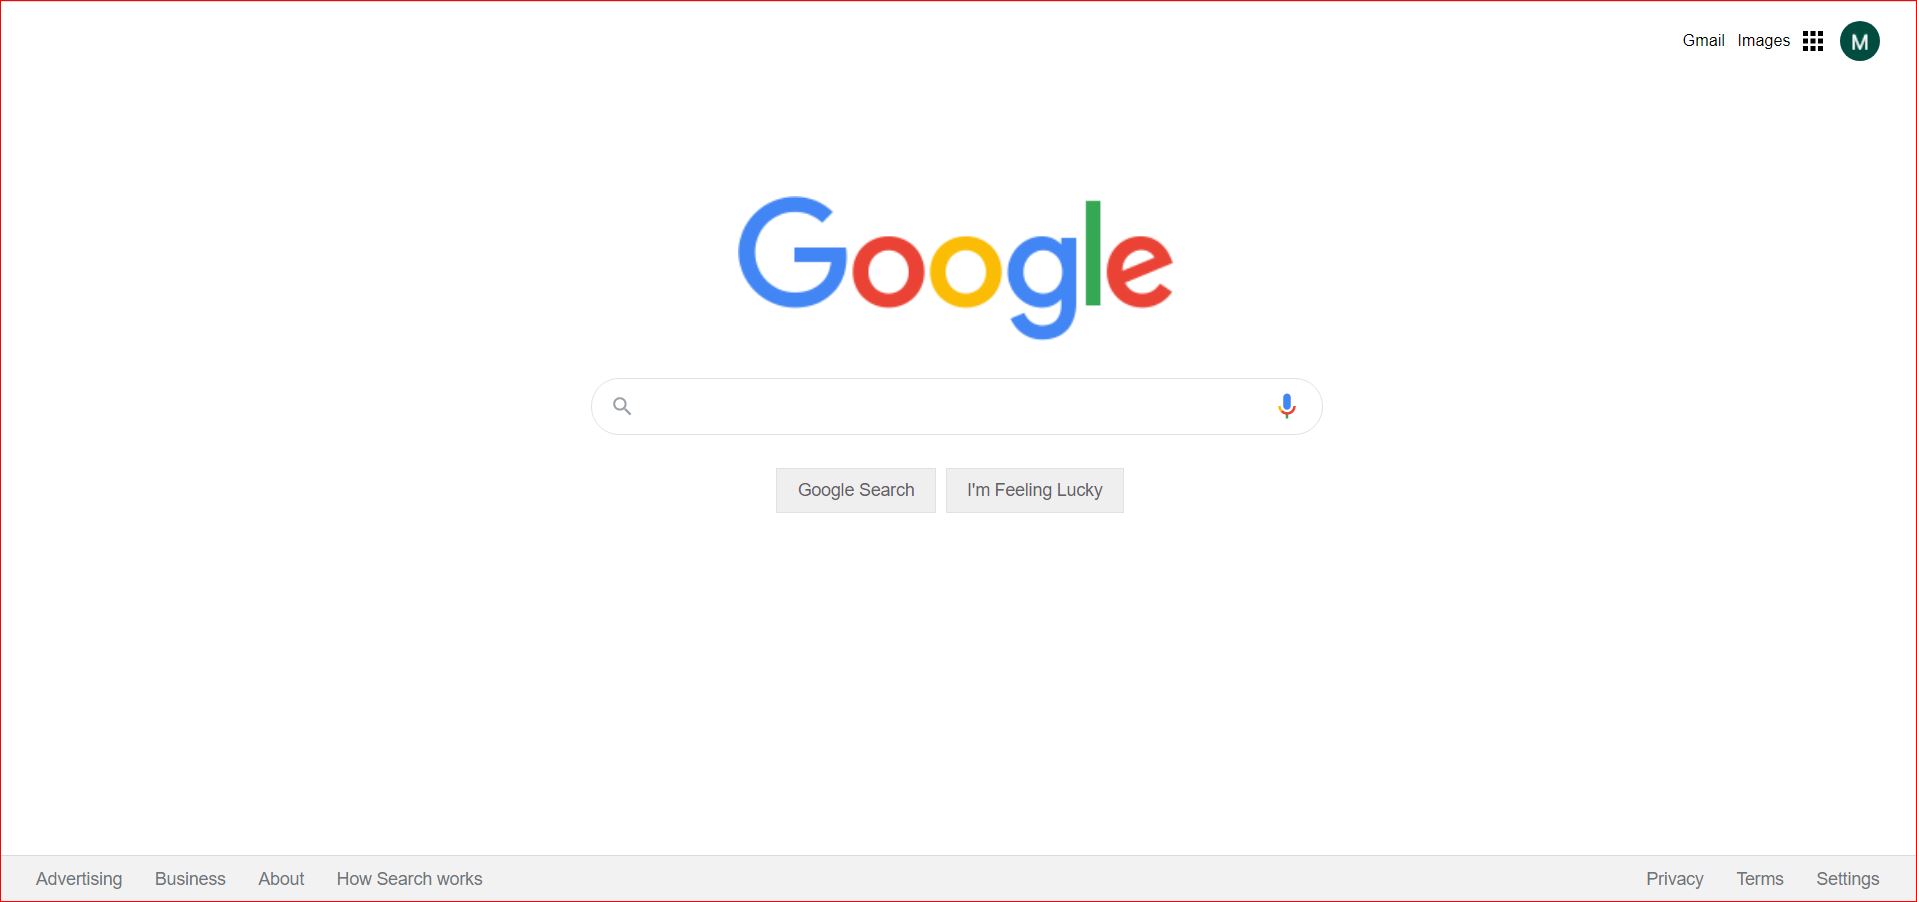 Gmail Images M
Google
Google Search I'm Feeling Lucky
Advertising Business About How Search works Privacy Terms Settings